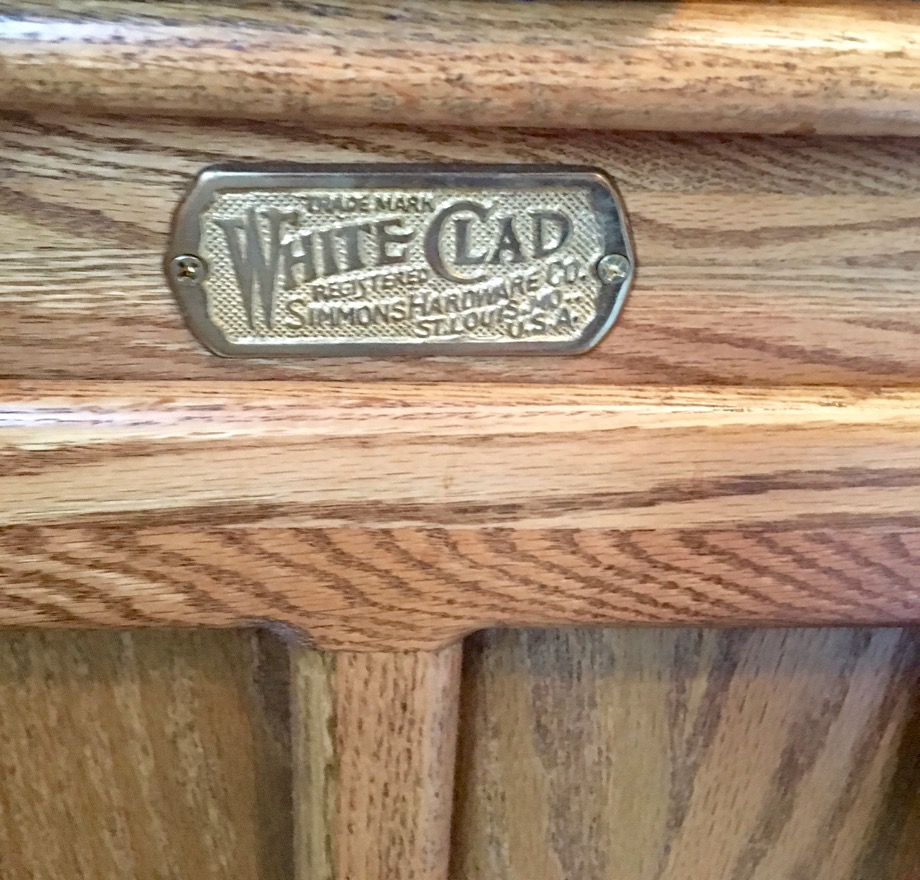 TRADE MARK
WHITE CLAD
REGISTERED
SIMMONS HARDWARE CO.
ST. LOUIS, MO.,
U.S.A.